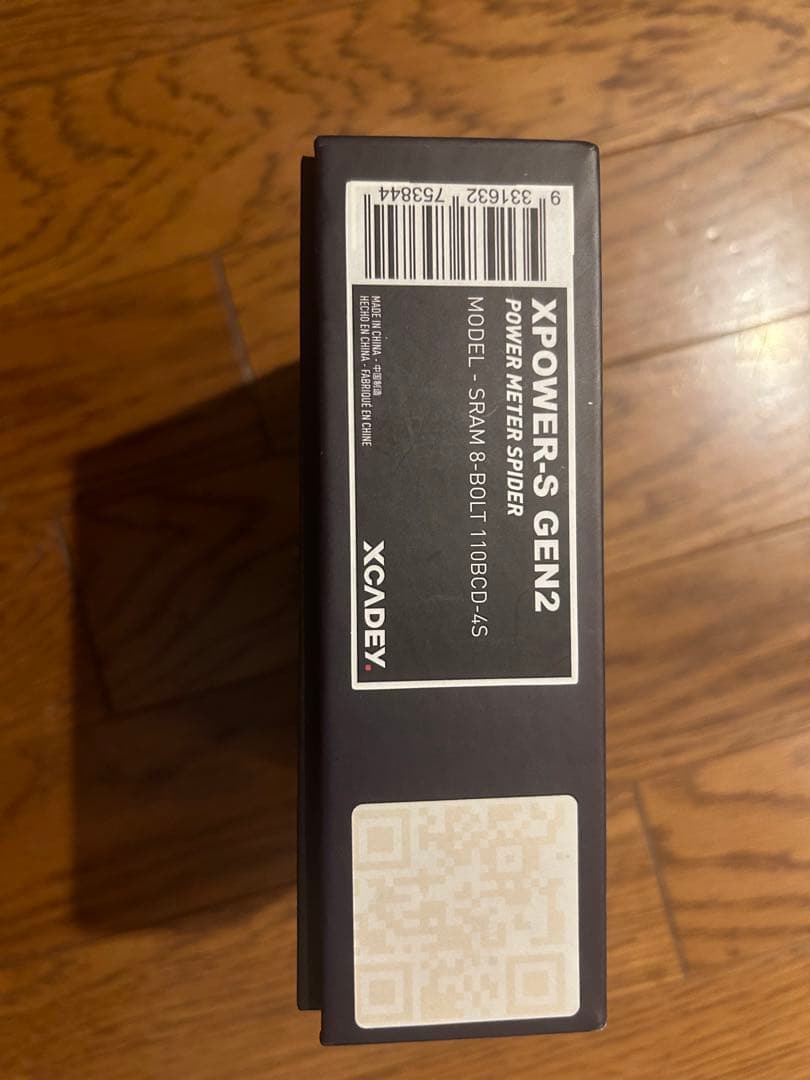 XPOWER-S GEN2
POWER METER SPIDER
MODEL - SRAM 8-BOLT 110BCD-4S
MADE IN CHINA · 中国制造
HECHO EN CHINA · FABRIQUÉ EN CHINE
XCADEY.
9 331632 753844